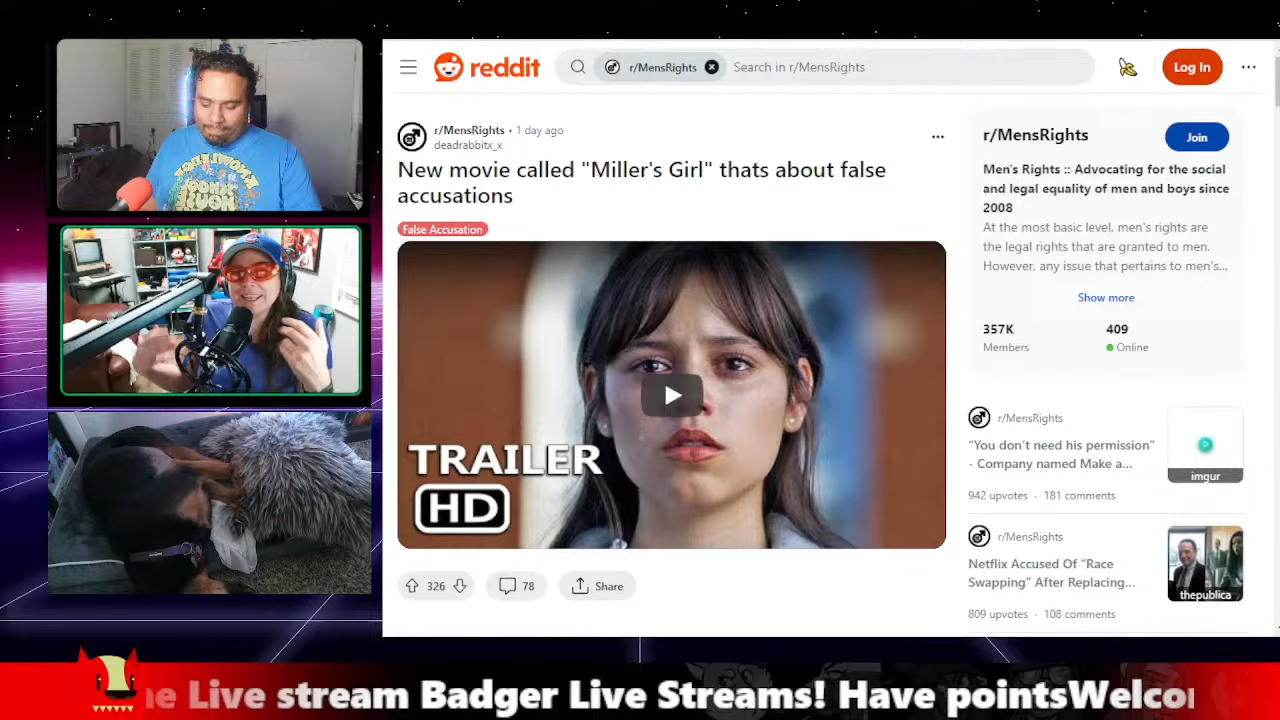 reddit
r/MensRights
Search in r/MensRights
Log In
r/MensRights • 1 day ago
deadrabbitx_x
New movie called "Miller's Girl" thats about false
accusations
False Accusation
TRAILER
HD
326
78
Share
r/MensRights
Join
Men's Rights :: Advocating for the social
and legal equality of men and boys since
2008
At the most basic level, men's rights are
the legal rights that are granted to men.
However, any issue that pertains to men's...
Show more
357K
409
Members
Online
r/MensRights
“You don’t need his permission”
- Company named Make a...
imgur
942 upvotes · 181 comments
r/MensRights
Netflix Accused Of “Race
Swapping” After Replacing...
thepublica
809 upvotes · 108 comments
Live stream Badger Live Streams! Have pointsWelco